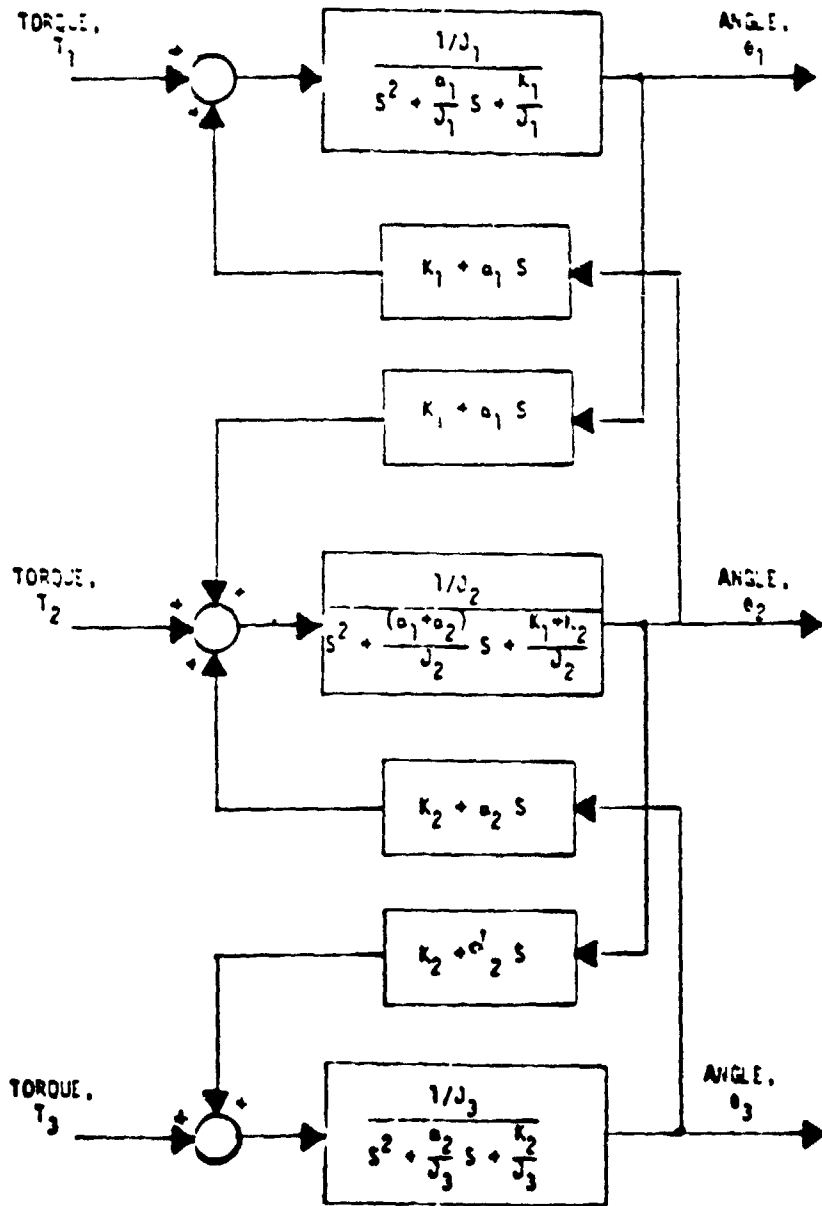 TORQUE,
T1
ANGLE,
θ1
+
+
1/J1
S² + a1/J1 S + K1/J1
K1 + a1 S
K1 + a1 S
TORQUE,
T2
ANGLE,
θ2
+
+
+
1/J2
S² + (a1+a2)/J2 S + K1+K2/J2
K2 + a2 S
K2 + a2 S
TORQUE,
T3
ANGLE,
θ3
+
+
1/J3
S² + a2/J3 S + K2/J3